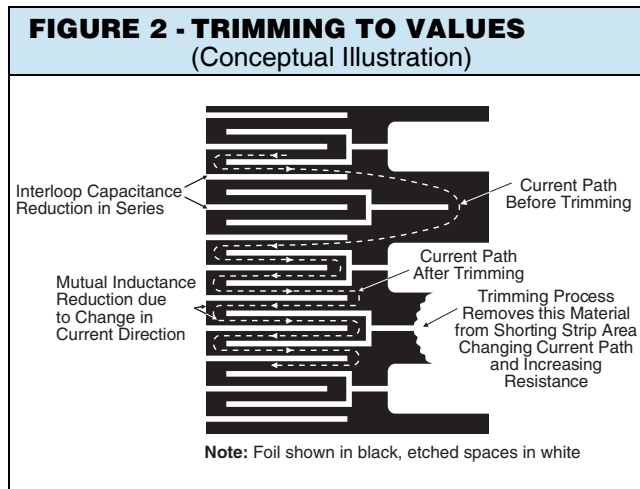 FIGURE 2 - TRIMMING TO VALUES
(Conceptual Illustration)
Interloop Capacitance
Reduction in Series
Current Path
Before Trimming
Mutual Inductance
Reduction due
to Change in
Current Direction
Current Path
After Trimming
Trimming Process
Removes this Material
from Shorting Strip Area
Changing Current Path
and Increasing
Resistance
Note: Foil shown in black, etched spaces in white